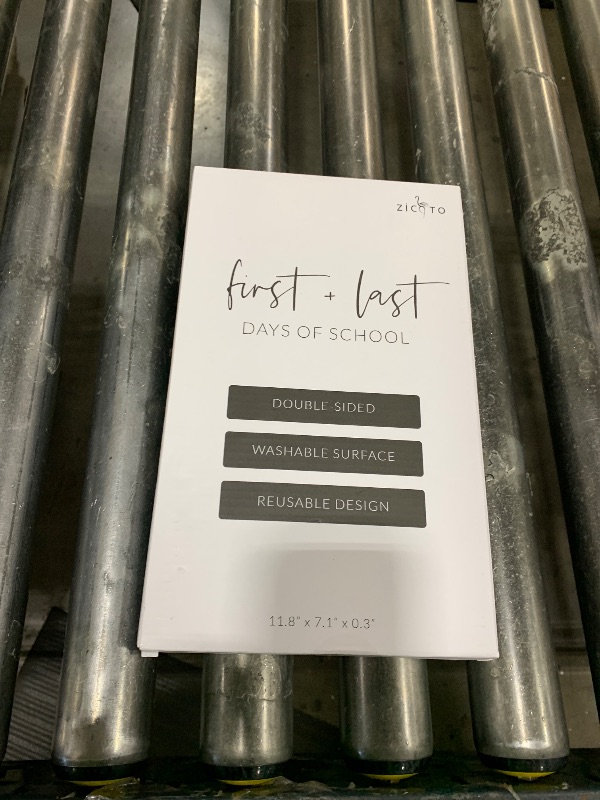 ZICOTO
first + last
DAYS OF SCHOOL
DOUBLE-SIDED
WASHABLE SURFACE
REUSABLE DESIGN
11.8" x 7.1" x 0.3"